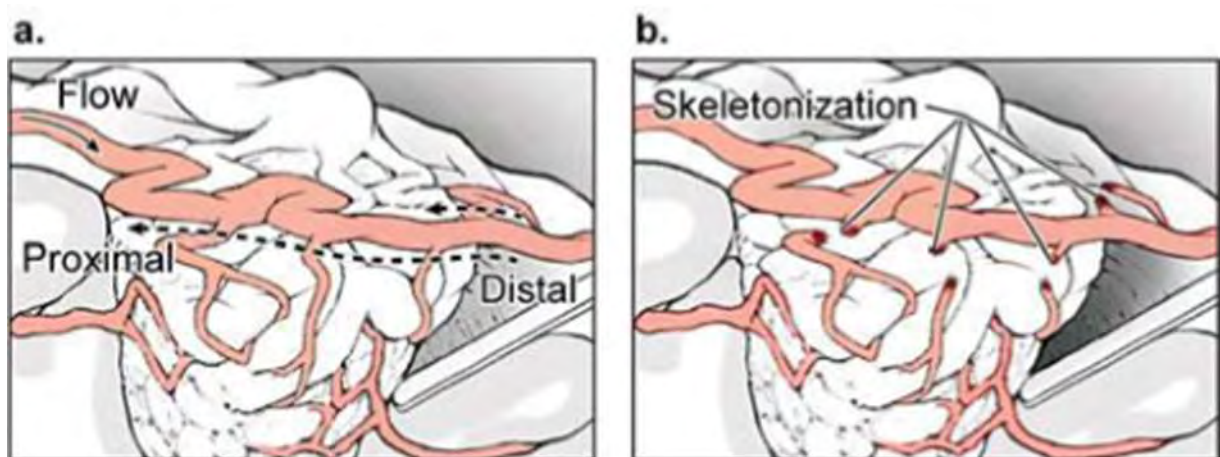 a.
Flow
Proximal
Distal
b.
Skeletonization